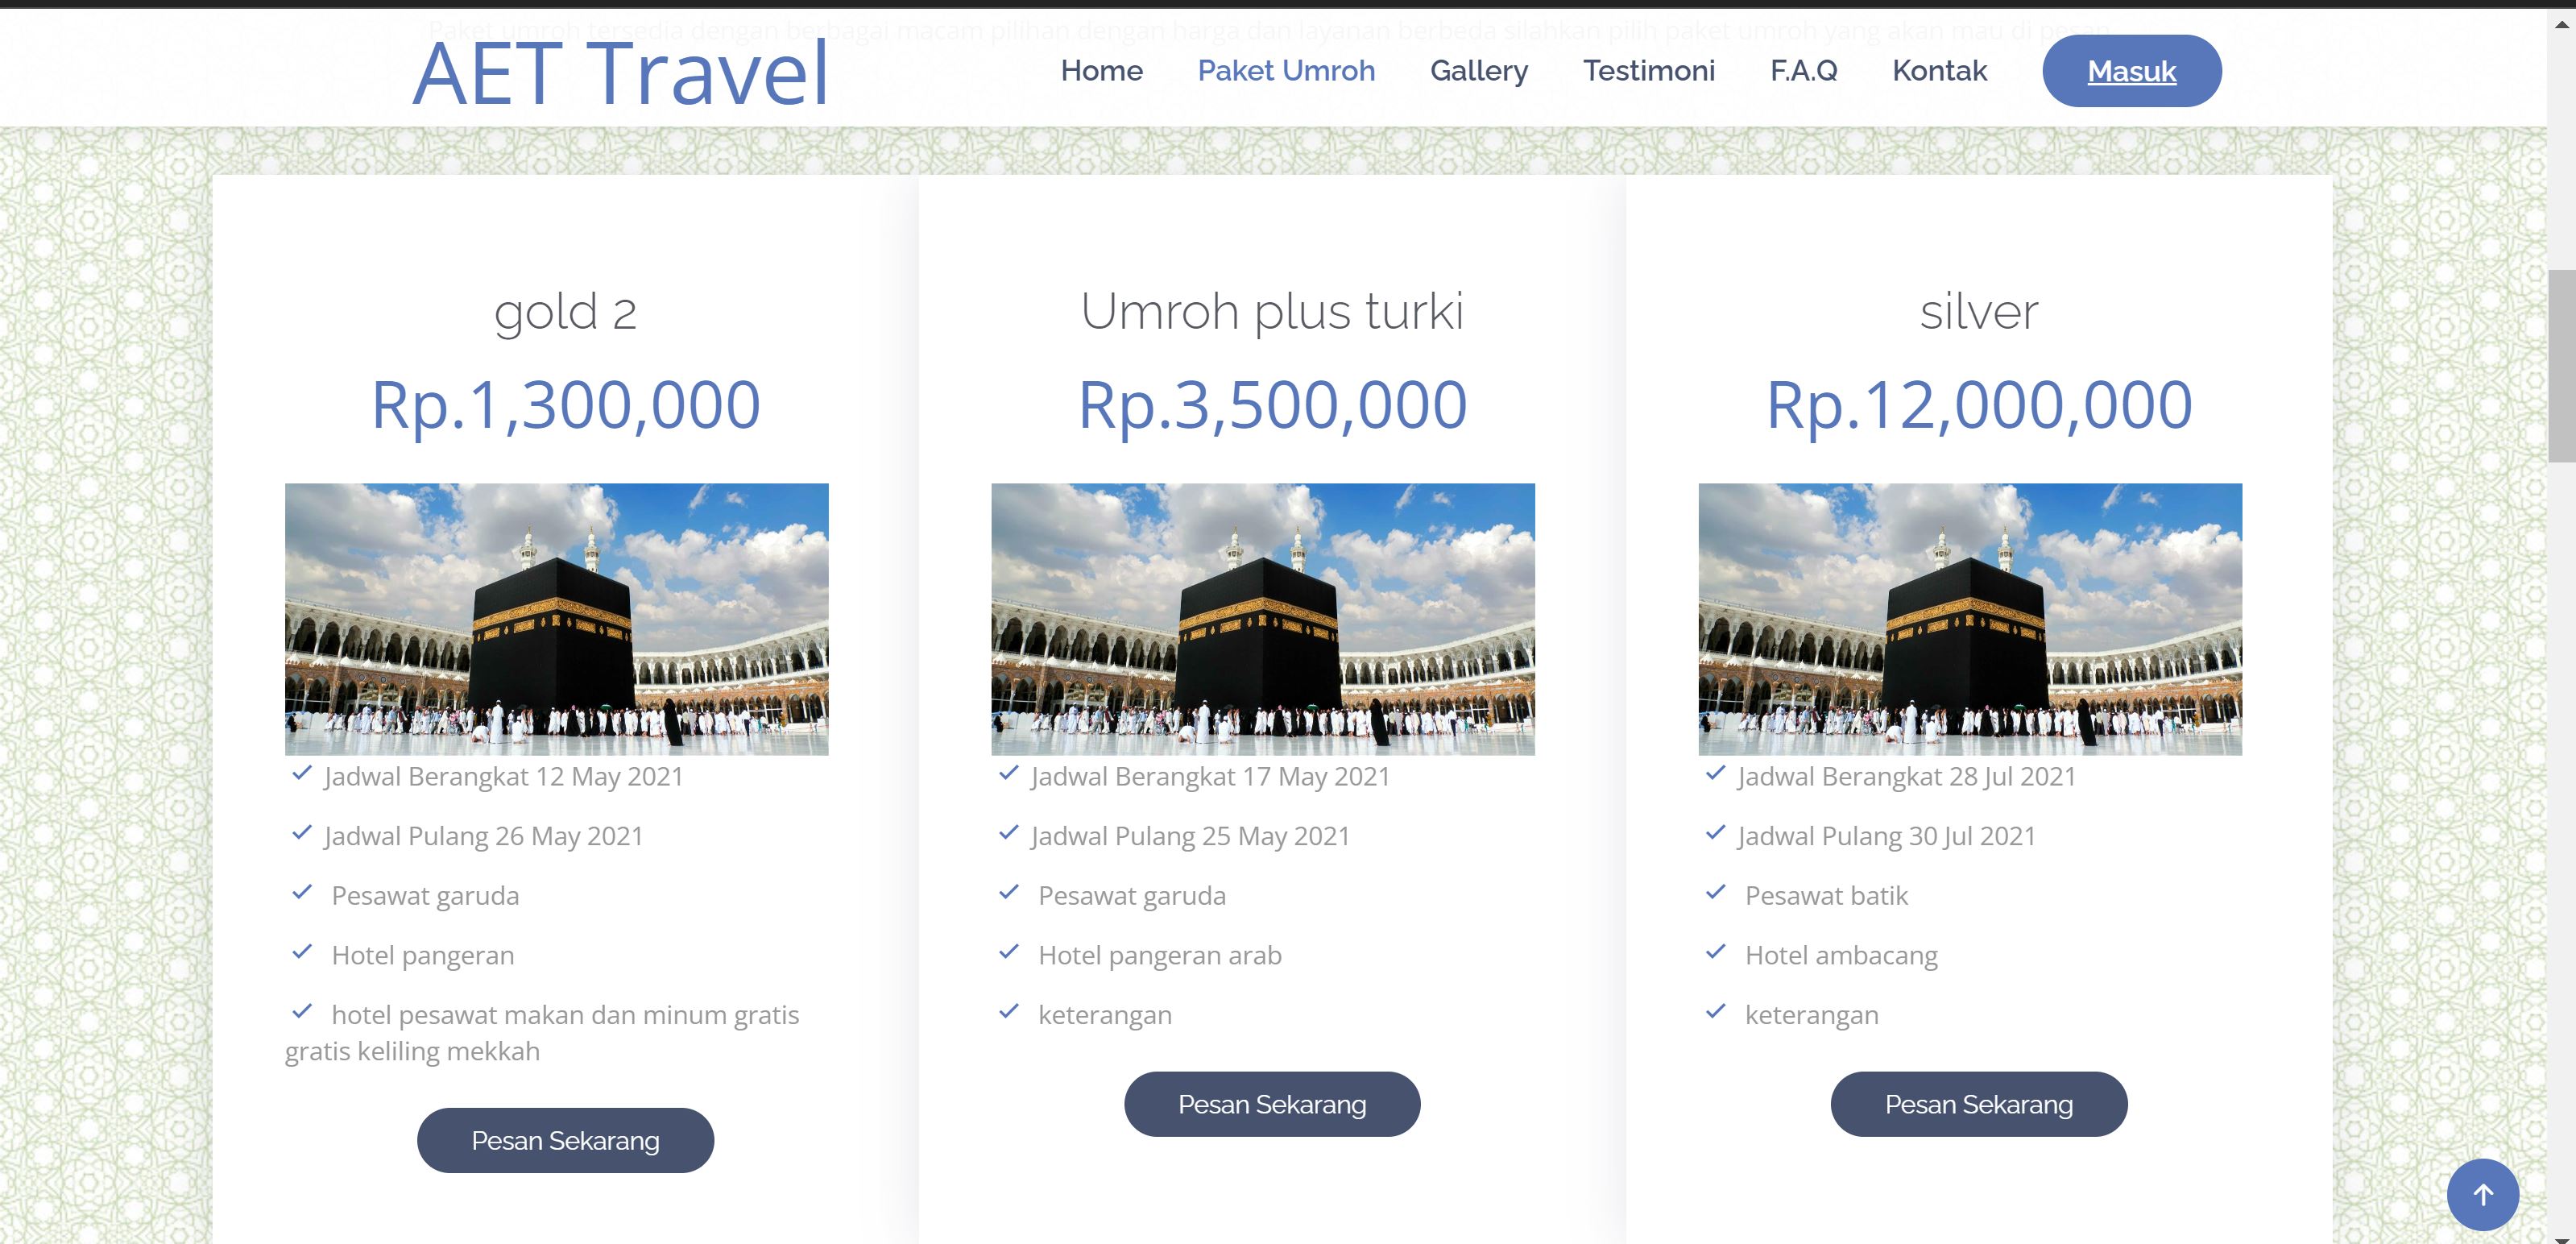 Paket umroh tersedia dengan berbagai macam pilihan dengan harga dan layanan berbeda silahkan pilih paket umroh yang akan mau di pesan
AET Travel
Home
Paket Umroh
Gallery
Testimoni
F.A.Q
Kontak
Masuk
gold 2
Rp.1,300,000
Jadwal Berangkat 12 May 2021
Jadwal Pulang 26 May 2021
Pesawat garuda
Hotel pangeran
hotel pesawat makan dan minum gratis
gratis keliling mekkah
Pesan Sekarang
Umroh plus turki
Rp.3,500,000
Jadwal Berangkat 17 May 2021
Jadwal Pulang 25 May 2021
Pesawat garuda
Hotel pangeran arab
keterangan
Pesan Sekarang
silver
Rp.12,000,000
Jadwal Berangkat 28 Jul 2021
Jadwal Pulang 30 Jul 2021
Pesawat batik
Hotel ambacang
keterangan
Pesan Sekarang